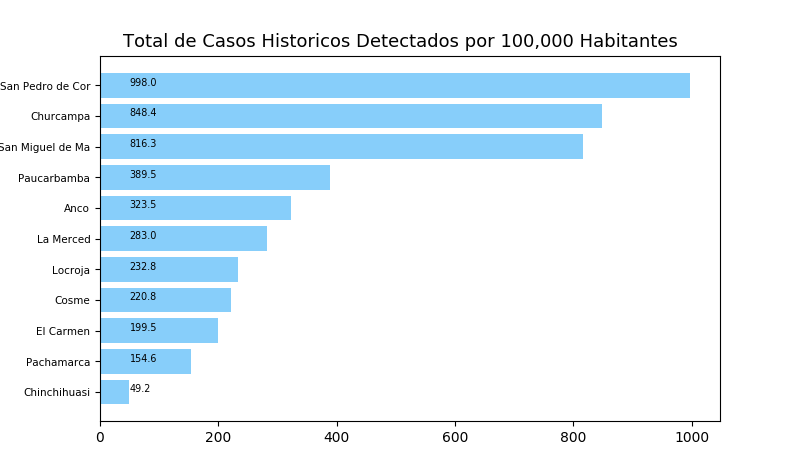 Total de Casos Historicos Detectados por 100,000 Habitantes
San Pedro de Cor 998.0
Churcampa 848.4
San Miguel de Ma 816.3
Paucarbamba 389.5
Anco 323.5
La Merced 283.0
Locroja 232.8
Cosme 220.8
El Carmen 199.5
Pachamarca 154.6
Chinchihuasi 49.2
0 200 400 600 800 1000